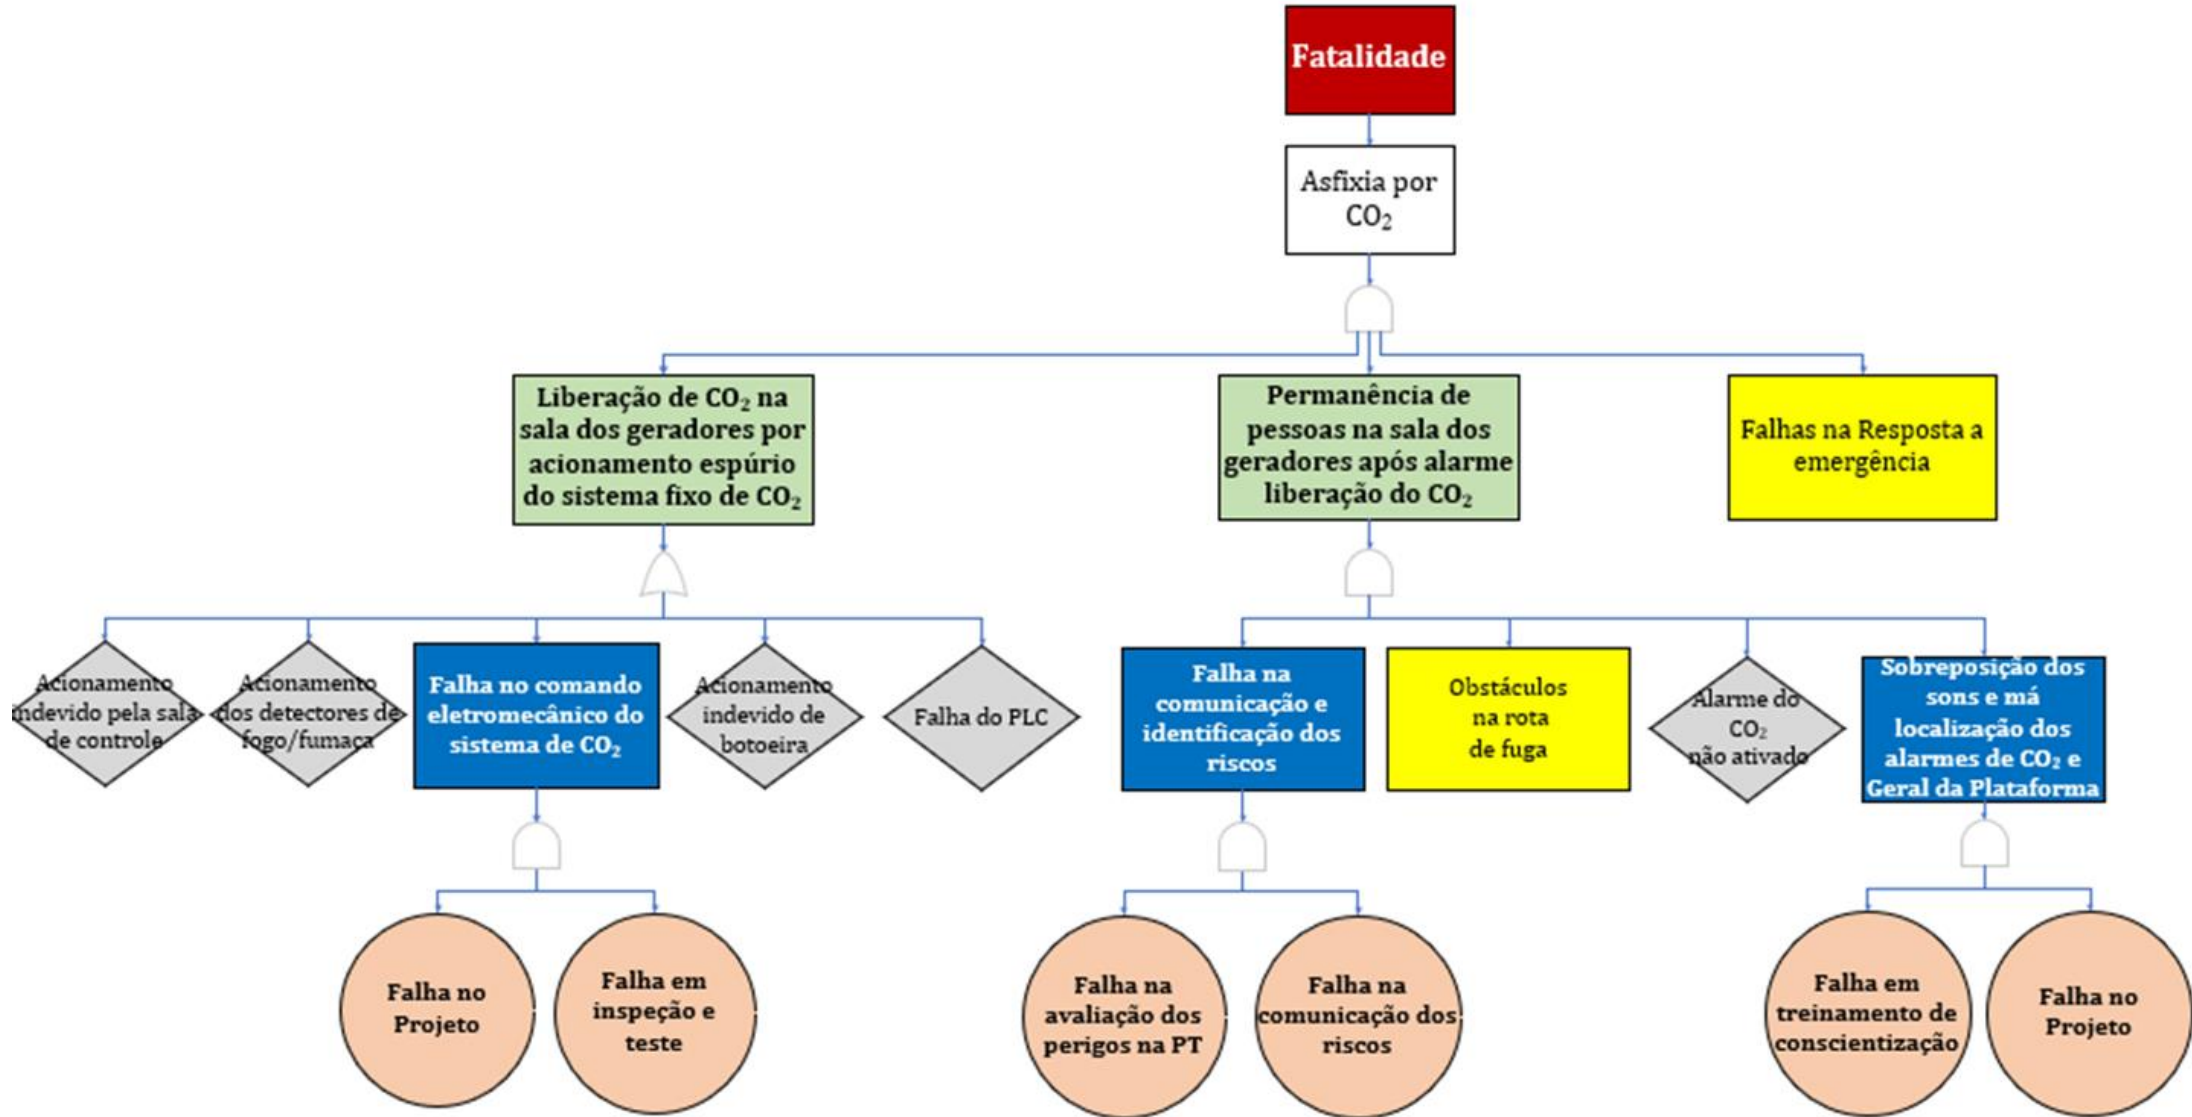 Fatalidade
Asfixia por
CO₂
Liberação de CO₂ na
sala dos geradores por
acionamento espúrio
do sistema fixo de CO₂
Permanência de
pessoas na sala dos
geradores após alarme
liberação do CO₂
Falhas na Resposta a
emergência
Acionamento
indevido pela sala
de controle
Acionamento
dos detectores de
fogo/fumaça
Falha no comando
eletromecânico do
sistema de CO₂
Acionamento
indevido de
botoeira
Falha do PLC
Falha na
comunicação e
identificação dos
riscos
Obstáculos
na rota
de fuga
Alarme do
CO₂
não ativado
Sobreposição dos
sons e má
localização dos
alarmes de CO₂ e
Geral da Plataforma
Falha no
Projeto
Falha em
inspeção e
teste
Falha na
avaliação dos
perigos na PT
Falha na
comunicação dos
riscos
Falha em
treinamento de
conscientização
Falha no
Projeto